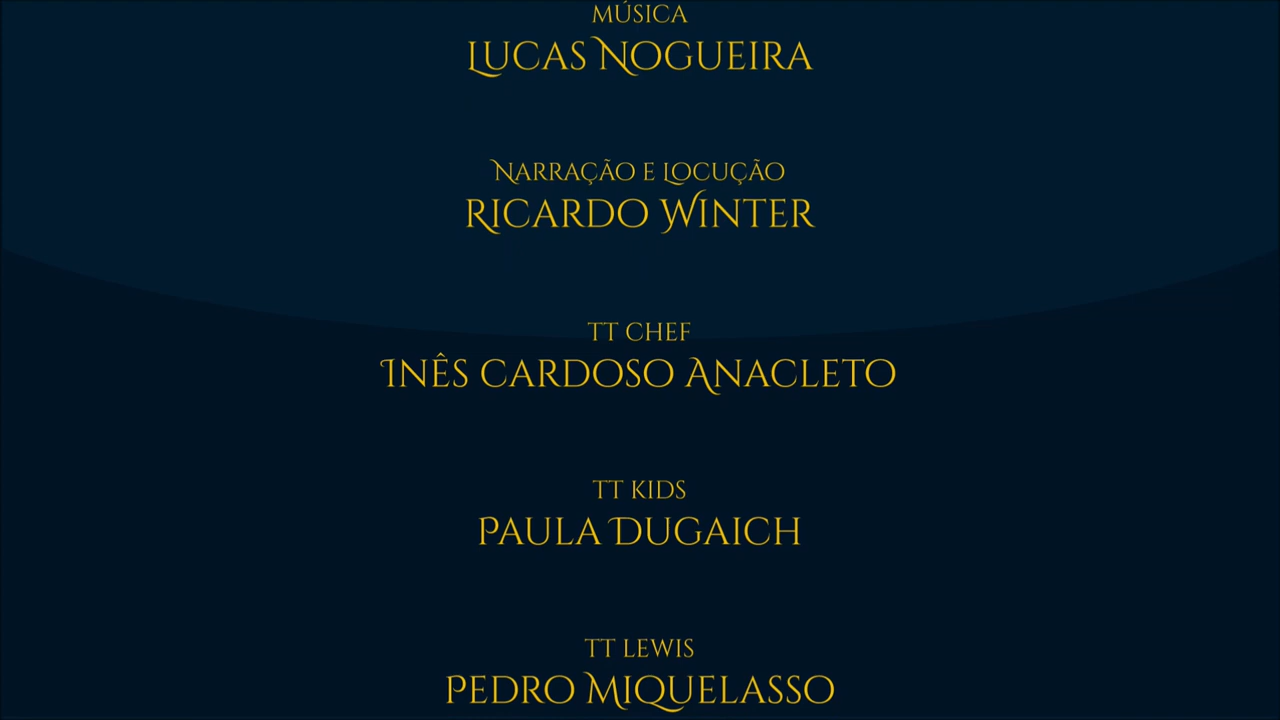 MÚSICA
LUCAS NOGUEIRA
NARRAÇÃO E LOCUÇÃO
RICARDO WINTER
TT CHEF
INÊS CARDOSO ANACLETO
TT KIDS
PAULA DUGAICH
TT LEWIS
PEDRO MIQUELASSO